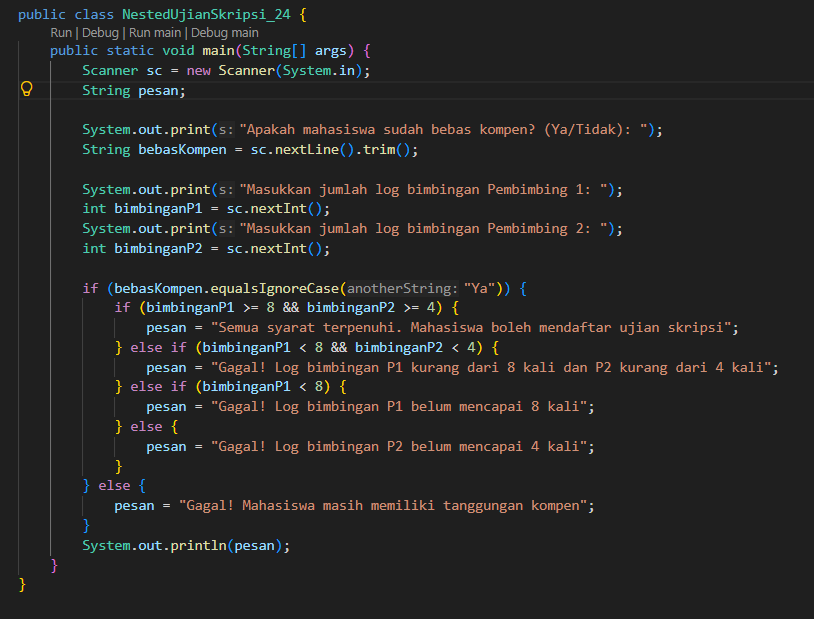 public class NestedUjianSkripsi_24 {
Run | Debug | Run main | Debug main
public static void main(String[] args) {
Scanner sc = new Scanner(System.in);
String pesan;
System.out.print(s: "Apakah mahasiswa sudah bebas kompen? (Ya/Tidak): ");
String bebasKompen = sc.nextLine().trim();
System.out.print(s: "Masukkan jumlah log bimbingan Pembimbing 1: ");
int bimbinganP1 = sc.nextInt();
System.out.print(s: "Masukkan jumlah log bimbingan Pembimbing 2: ");
int bimbinganP2 = sc.nextInt();
if (bebasKompen.equalsIgnoreCase(anotherString: "Ya")) {
if (bimbinganP1 >= 8 && bimbinganP2 >= 4) {
pesan = "Semua syarat terpenuhi. Mahasiswa boleh mendaftar ujian skripsi";
} else if (bimbinganP1 < 8 && bimbinganP2 < 4) {
pesan = "Gagal! Log bimbingan P1 kurang dari 8 kali dan P2 kurang dari 4 kali";
} else if (bimbinganP1 < 8) {
pesan = "Gagal! Log bimbingan P1 belum mencapai 8 kali";
} else {
pesan = "Gagal! Log bimbingan P2 belum mencapai 4 kali";
}
} else {
pesan = "Gagal! Mahasiswa masih memiliki tanggungan kompen";
}
System.out.println(pesan);
}
}